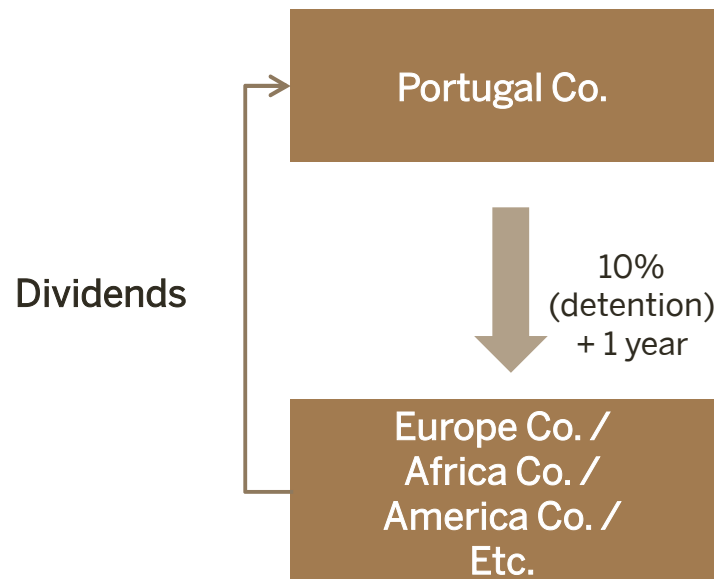 Portugal Co.
Dividends
10%
(detention)
+ 1 year
Europe Co. /
Africa Co. /
America Co. /
Etc.